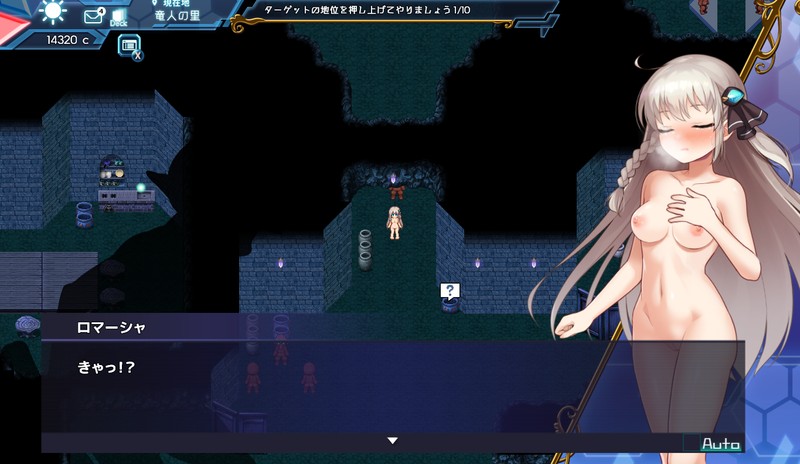 現在地
竜人の里
Deck
14320 c
X
ターゲットの地位を押し上げてやりましょう 1/10
?
ロマーシャ
きゃっ!?
Auto